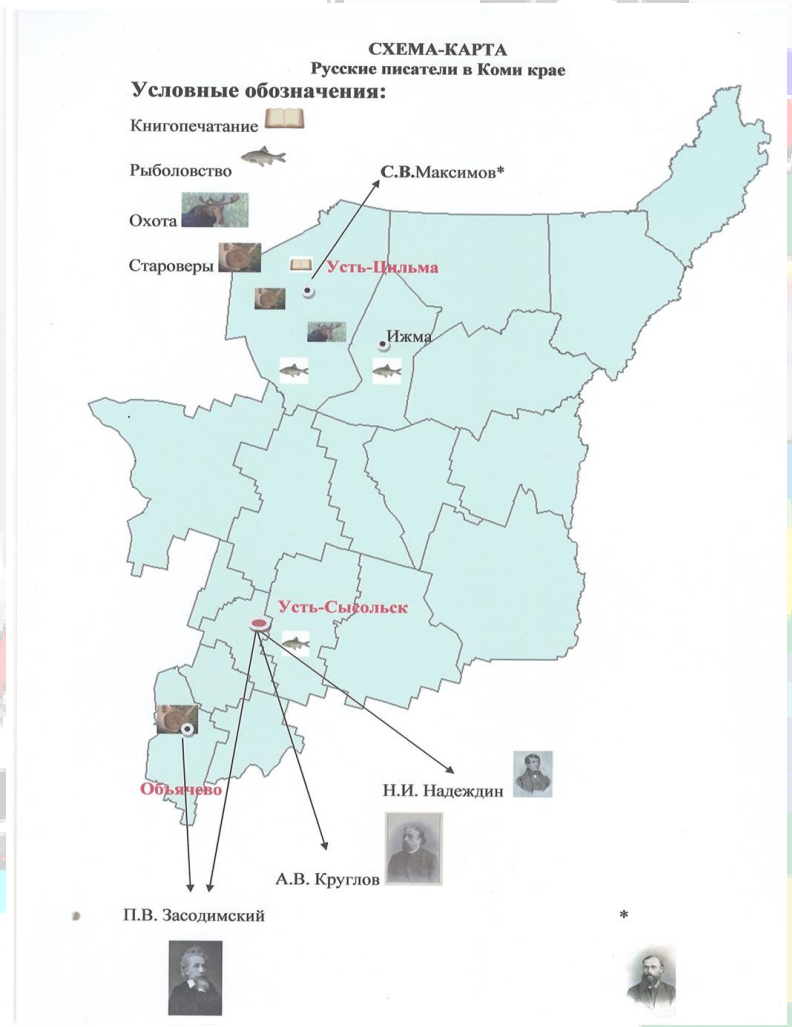 СХЕМА-КАРТА
Русские писатели в Коми крае
Условные обозначения:
Книгопечатание
Рыболовство
С.В.Максимов*
Охота
Староверы
Усть-Цильма
Ижма
Усть-Сысольск
Объячево
Н.И. Надеждин
А.В. Круглов
П.В. Засодимский
*